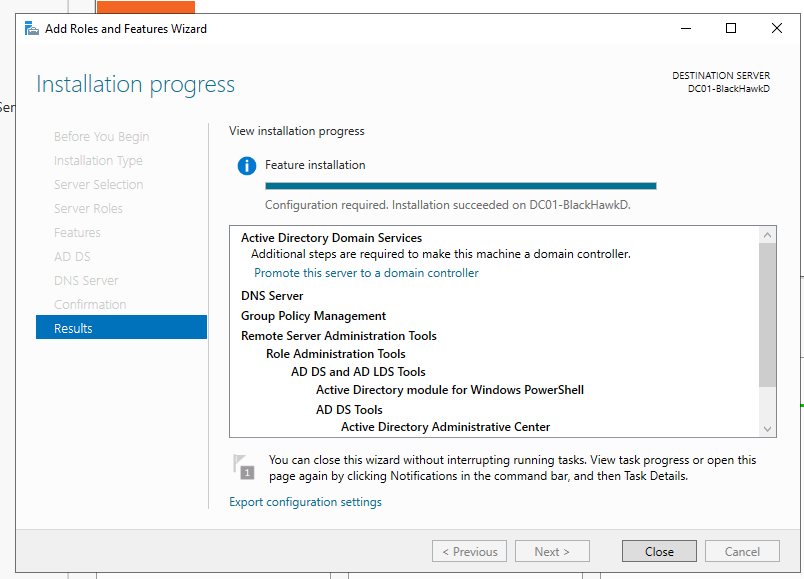 Add Roles and Features Wizard
Installation progress
DESTINATION SERVER
DC01-BlackHawkD
Ser
Before You Begin
Installation Type
Server Selection
Server Roles
Features
AD DS
DNS Server
Confirmation
Results
View installation progress
Feature installation
Configuration required. Installation succeeded on DC01-BlackHawkD.
Active Directory Domain Services
Additional steps are required to make this machine a domain controller.
Promote this server to a domain controller
DNS Server
Group Policy Management
Remote Server Administration Tools
Role Administration Tools
AD DS and AD LDS Tools
Active Directory module for Windows PowerShell
AD DS Tools
Active Directory Administrative Center
1
You can close this wizard without interrupting running tasks. View task progress or open this
page again by clicking Notifications in the command bar, and then Task Details.
Export configuration settings
< Previous
Next >
Close
Cancel